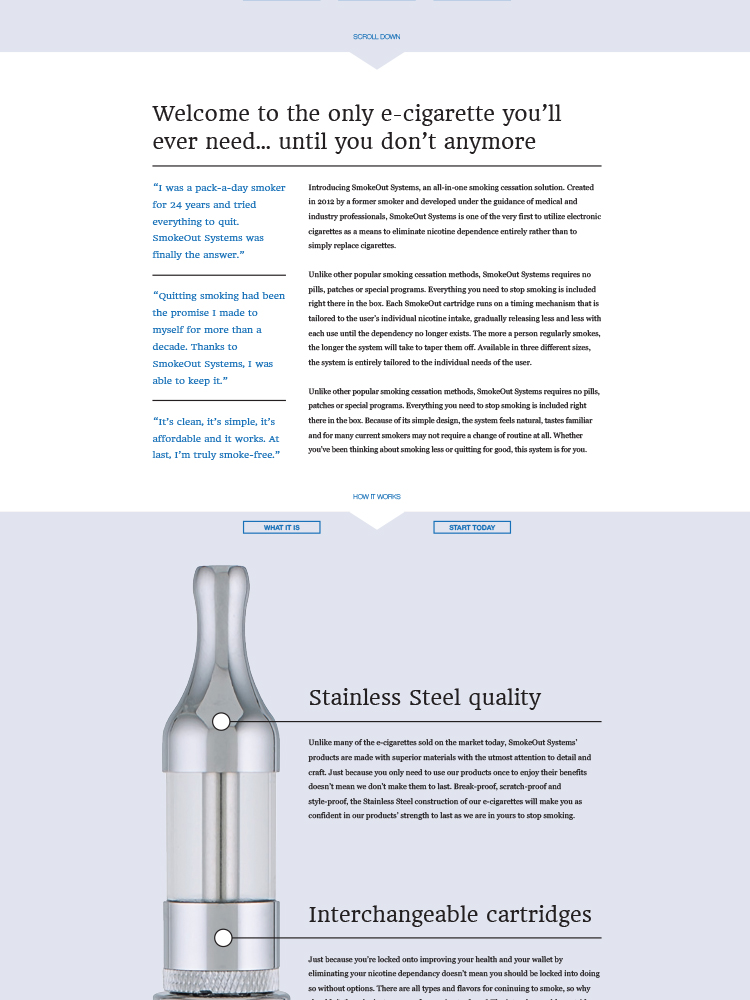 SCROLL DOWN
Welcome to the only e-cigarette you’ll
ever need... until you don’t anymore
“I was a pack-a-day smoker
for 24 years and tried
everything to quit.
SmokeOut Systems was
finally the answer.”
“Quitting smoking had been
the promise I made to
myself for more than a
decade. Thanks to
SmokeOut Systems, I was
able to keep it.”
“It’s clean, it’s simple, it’s
affordable and it works. At
last, I’m truly smoke-free.”
Introducing SmokeOut Systems, an all-in-one smoking cessation solution. Created
in 2012 by a former smoker and developed under the guidance of medical and
industry professionals, SmokeOut Systems is one of the very first to utilize electronic
cigarettes as a means to eliminate nicotine dependence entirely rather than to
simply replace cigarettes.
Unlike other popular smoking cessation methods, SmokeOut Systems requires no
pills, patches or special programs. Everything you need to stop smoking is included
right there in the box. Each SmokeOut cartridge runs on a timing mechanism that is
tailored to the user’s individual nicotine intake, gradually releasing less and less with
each use until the dependency no longer exists. The more a person regularly smokes,
the longer the system will take to taper them off. Available in three different sizes,
the system is entirely tailored to the individual needs of the user.
Unlike other popular smoking cessation methods, SmokeOut Systems requires no pills,
patches or special programs. Everything you need to stop smoking is included right
there in the box. Because of its simple design, the system feels natural, tastes familiar
and for many current smokers may not require a change of routine at all. Whether
you’ve been thinking about smoking less or quitting for good, this system is for you.
HOW IT WORKS
WHAT IT IS
START TODAY
Stainless Steel quality
Unlike many of the e-cigarettes sold on the market today, SmokeOut Systems’
products are made with superior materials with the utmost attention to detail and
craft. Just because you only need to use our products once to enjoy their benefits
doesn’t mean we don’t make them to last. Break-proof, scratch-proof and
style-proof, the Stainless Steel construction of our e-cigarettes will make you as
confident in our products’ strength to last as we are in yours to stop smoking.
Interchangeable cartridges
Just because you’re locked onto improving your health and your wallet by
eliminating your nicotine dependancy doesn’t mean you should be locked into doing
so without options. There are all types and flavors for coninuing to smoke, so why